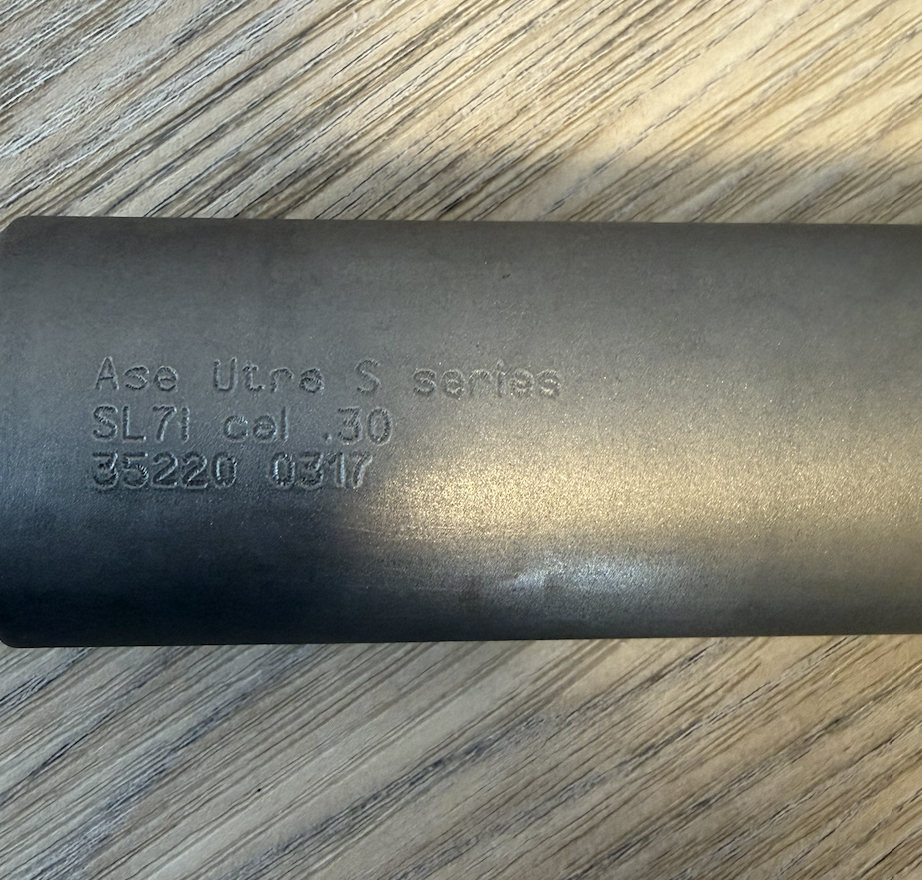 Ase Utra S series
SL7i cal .30
35220 0317